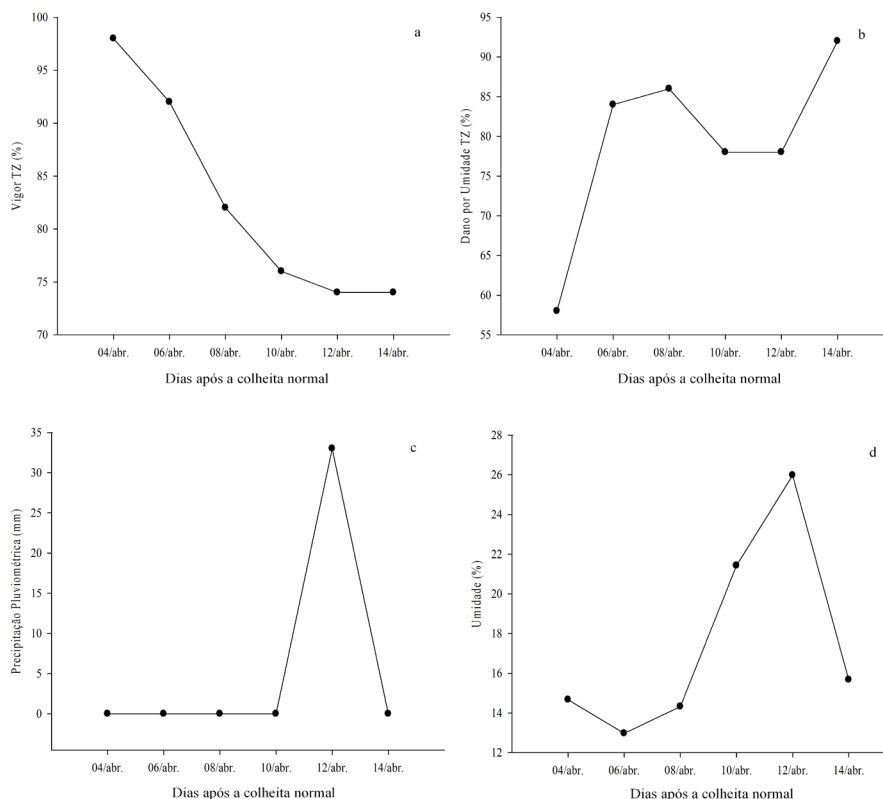 a
100
95
90
85
80
75
70
Vigor TZ (%)
04/abr. 06/abr. 08/abr. 10/abr. 12/abr. 14/abr.
Dias após a colheita normal
b
95
90
85
80
75
70
65
60
55
Dano por Umidade TZ (%)
04/abr. 06/abr. 08/abr. 10/abr. 12/abr. 14/abr.
Dias após a colheita normal
c
35
30
25
20
15
10
5
0
Precipitação Pluviométrica (mm)
04/abr. 06/abr. 08/abr. 10/abr. 12/abr. 14/abr.
Dias após a colheita normal
d
28
26
24
22
20
18
16
14
12
Umidade (%)
04/abr. 06/abr. 08/abr. 10/abr. 12/abr. 14/abr.
Dias após a colheita normal